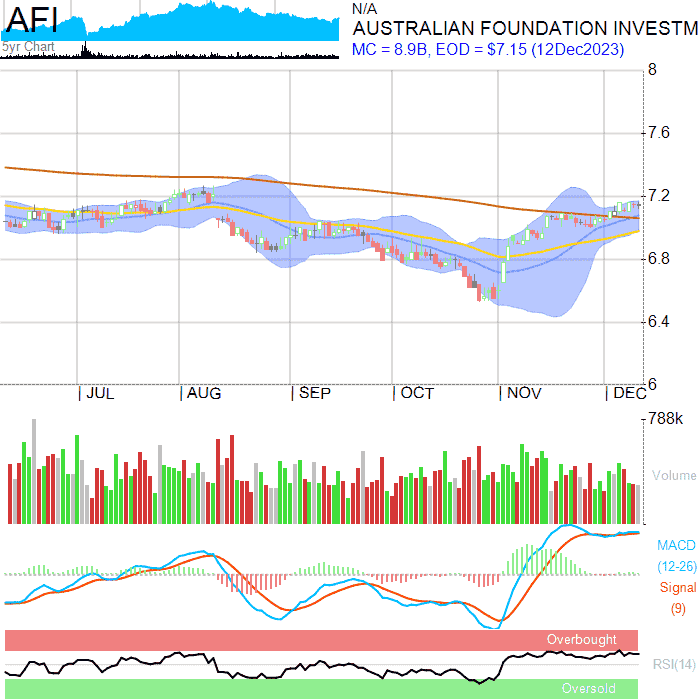 AFI
5yr Chart
N/A
AUSTRALIAN FOUNDATION INVESTM
MC = 8.9B, EOD = $7.15 (12Dec2023)
8
7.6
7.2
6.8
6.4
6
JUL
AUG
SEP
OCT
NOV
DEC
788k
Volume
MACD
(12-26)
Signal
(9)
Overbought
RSI(14)
Oversold